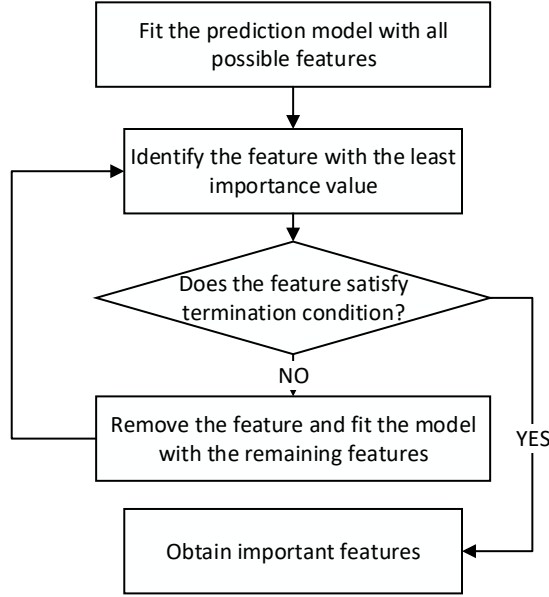 Fit the prediction model with all
possible features
Identify the feature with the least
importance value
Does the feature satisfy
termination condition?
NO
Remove the feature and fit the model
with the remaining features
YES
Obtain important features